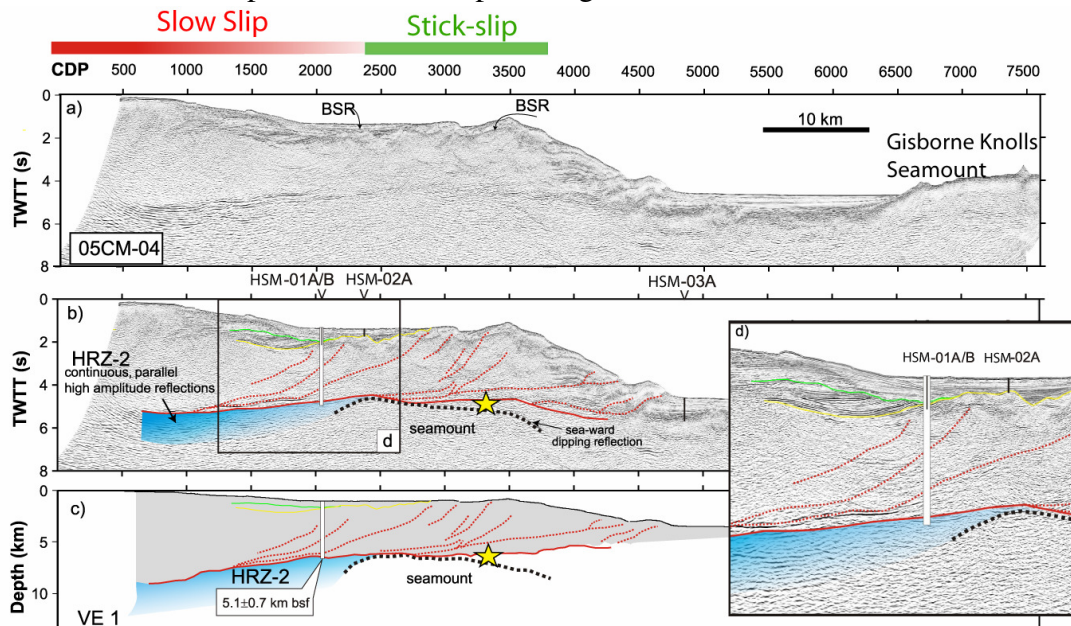 Slow Slip Stick-slip
CDP 500 1000 1500 2000 2500 3000 3500 4000 4500 5000 5500 6000 6500 7000 7500
0
a)
BSR BSR
10 km
Gisborne Knolls
Seamount
2
TWTT (s)
4
6
05CM-04
8
HSM-01A/B HSM-02A HSM-03A
0
b)
HRZ-2
continuous, parallel
high amplitude reflections
2
TWTT (s)
4
seamount
sea-ward
dipping reflection
6
d
8
d)
HSM-01A/B HSM-02A
0
c)
Depth (km)
5
HRZ-2
seamount
5.1±0.7 km bsf
10
VE 1